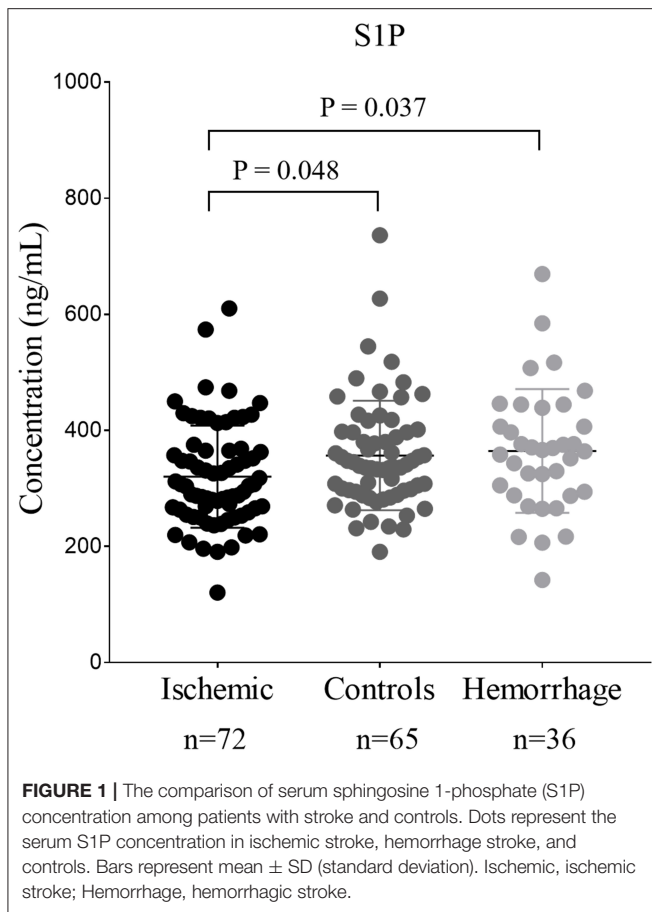 S1P
1000
P = 0.037
P = 0.048
800
600
400
200
0
Concentration (ng/mL)
Ischemic Controls Hemorrhage
n=72 n=65 n=36
FIGURE 1 | The comparison of serum sphingosine 1-phosphate (S1P)
concentration among patients with stroke and controls. Dots represent the
serum S1P concentration in ischemic stroke, hemorrhage stroke, and
controls. Bars represent mean ± SD (standard deviation). Ischemic, ischemic
stroke; Hemorrhage, hemorrhagic stroke.